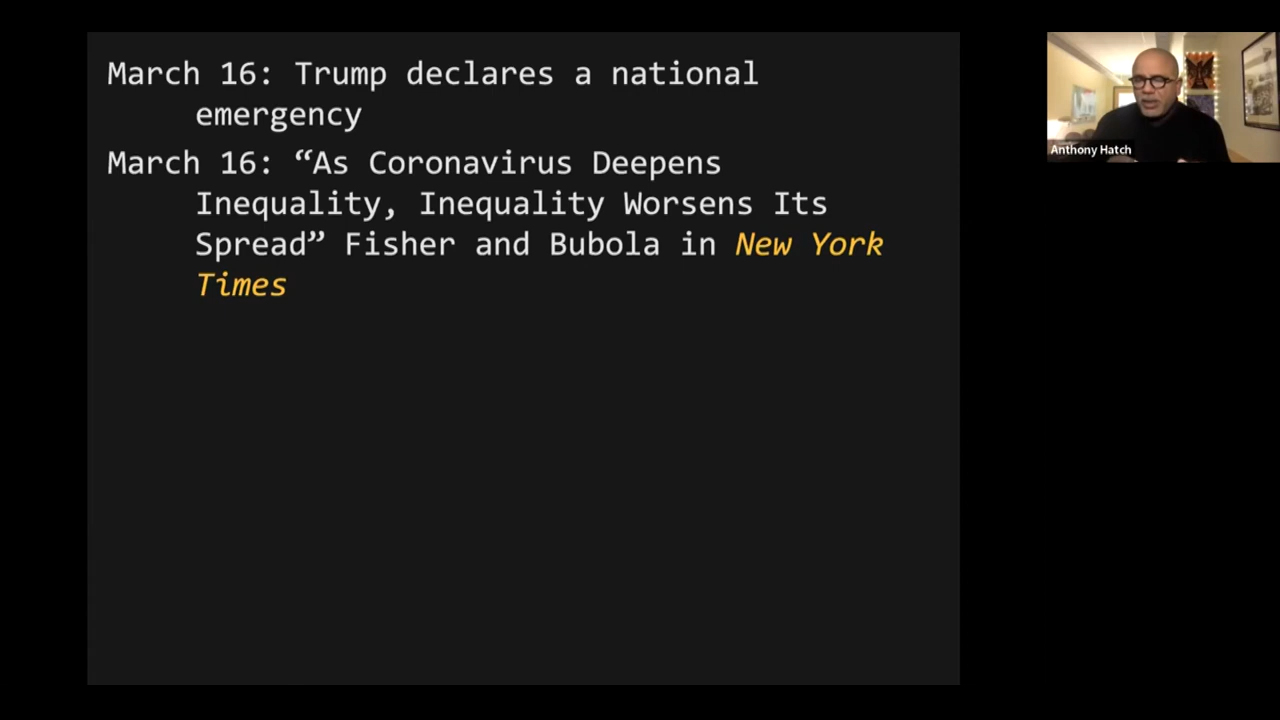 March 16: Trump declares a national
emergency
March 16: “As Coronavirus Deepens
Inequality, Inequality Worsens Its
Spread” Fisher and Bubola in New York
Times
Anthony Hatch